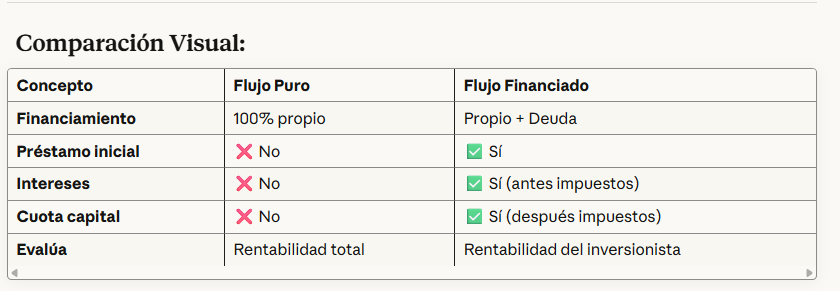 Comparación Visual:
Concepto Flujo Puro Flujo Financiado
Financiamiento 100% propio Propio + Deuda
Préstamo inicial ❌ No ✅ Sí
Intereses ❌ No ✅ Sí (antes impuestos)
Cuota capital ❌ No ✅ Sí (después impuestos)
Evalúa Rentabilidad total Rentabilidad del inversionista